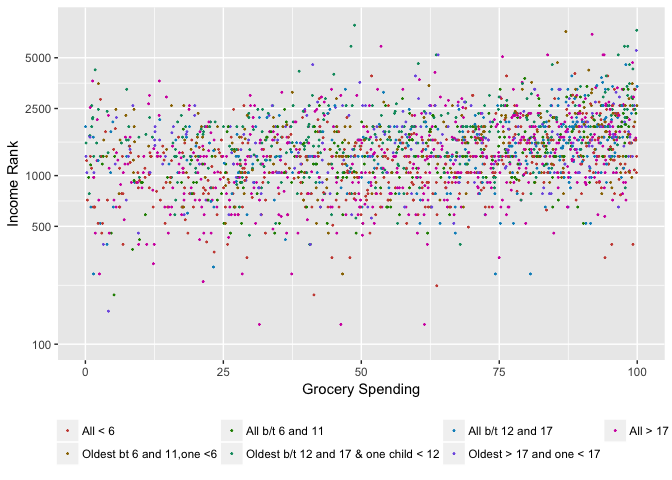 5000
2500
1000
500
100
Income Rank
0 25 50 75 100
Grocery Spending
All < 6 All b/t 6 and 11 All b/t 12 and 17 All > 17
Oldest bt 6 and 11,one <6 Oldest b/t 12 and 17 & one child < 12 Oldest > 17 and one < 17